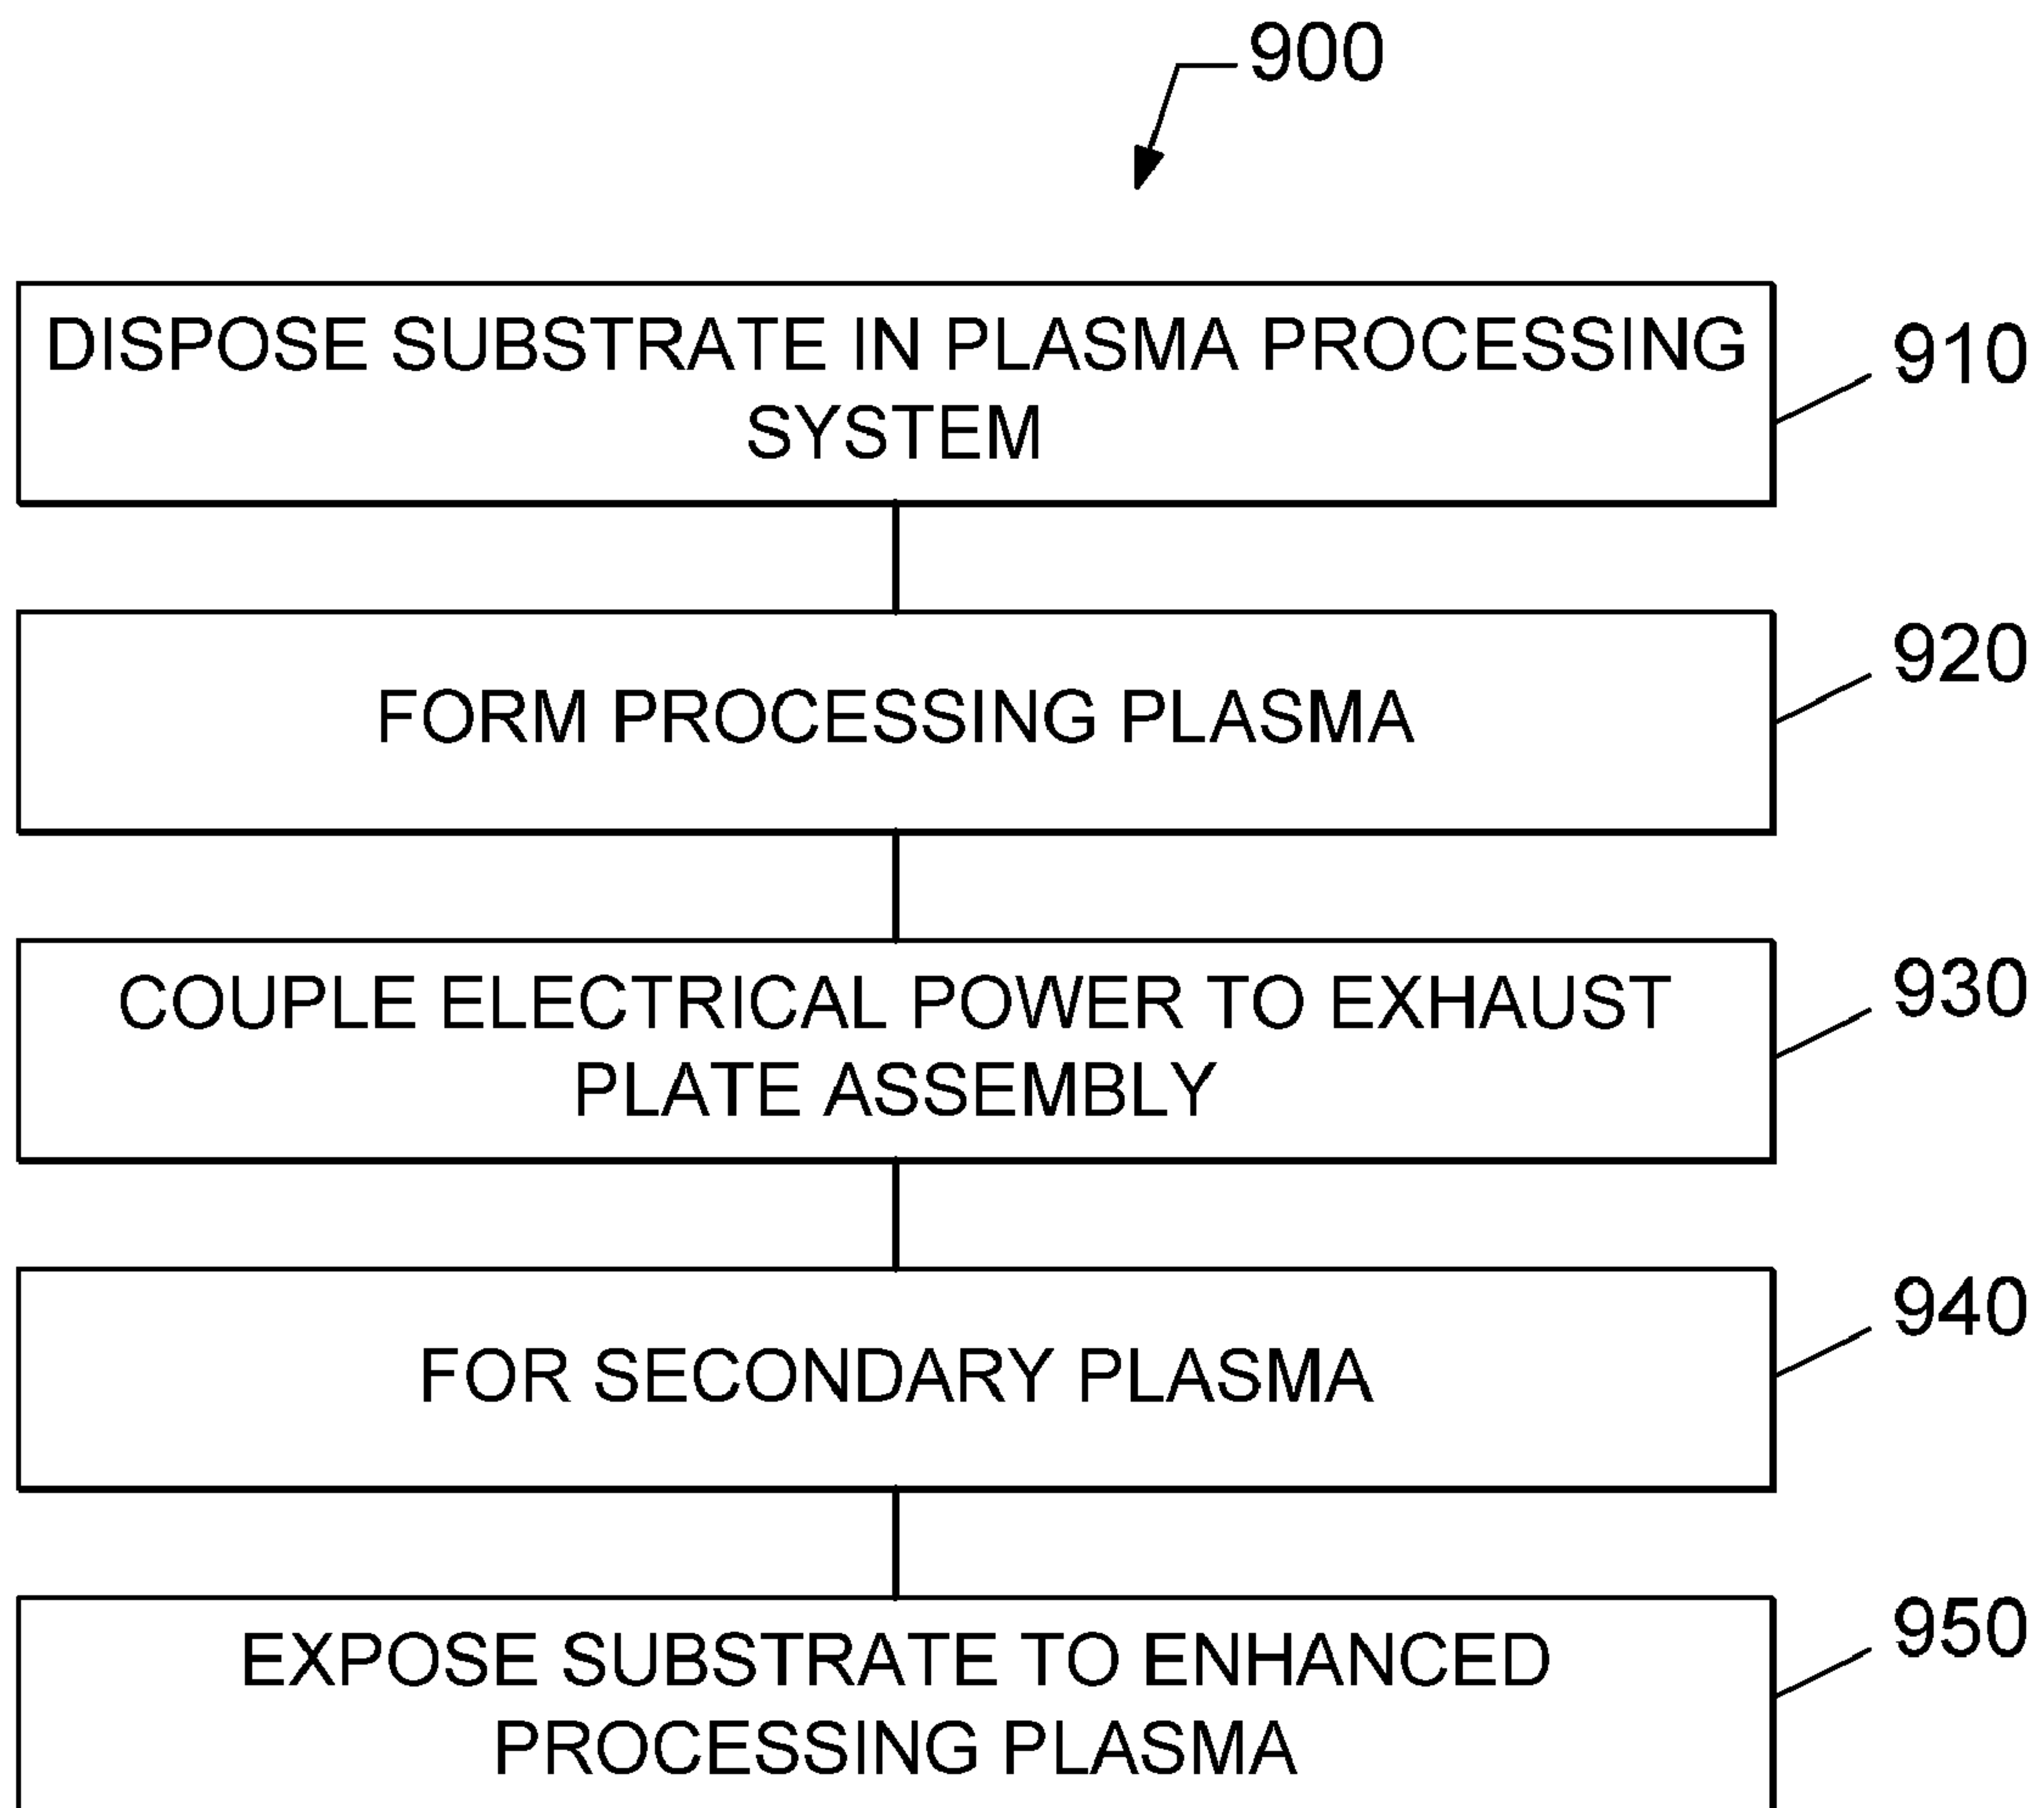 900
DISPOSE SUBSTRATE IN PLASMA PROCESSING
SYSTEM
910
FORM PROCESSING PLASMA
920
COUPLE ELECTRICAL POWER TO EXHAUST
PLATE ASSEMBLY
930
FOR SECONDARY PLASMA
940
EXPOSE SUBSTRATE TO ENHANCED
PROCESSING PLASMA
950